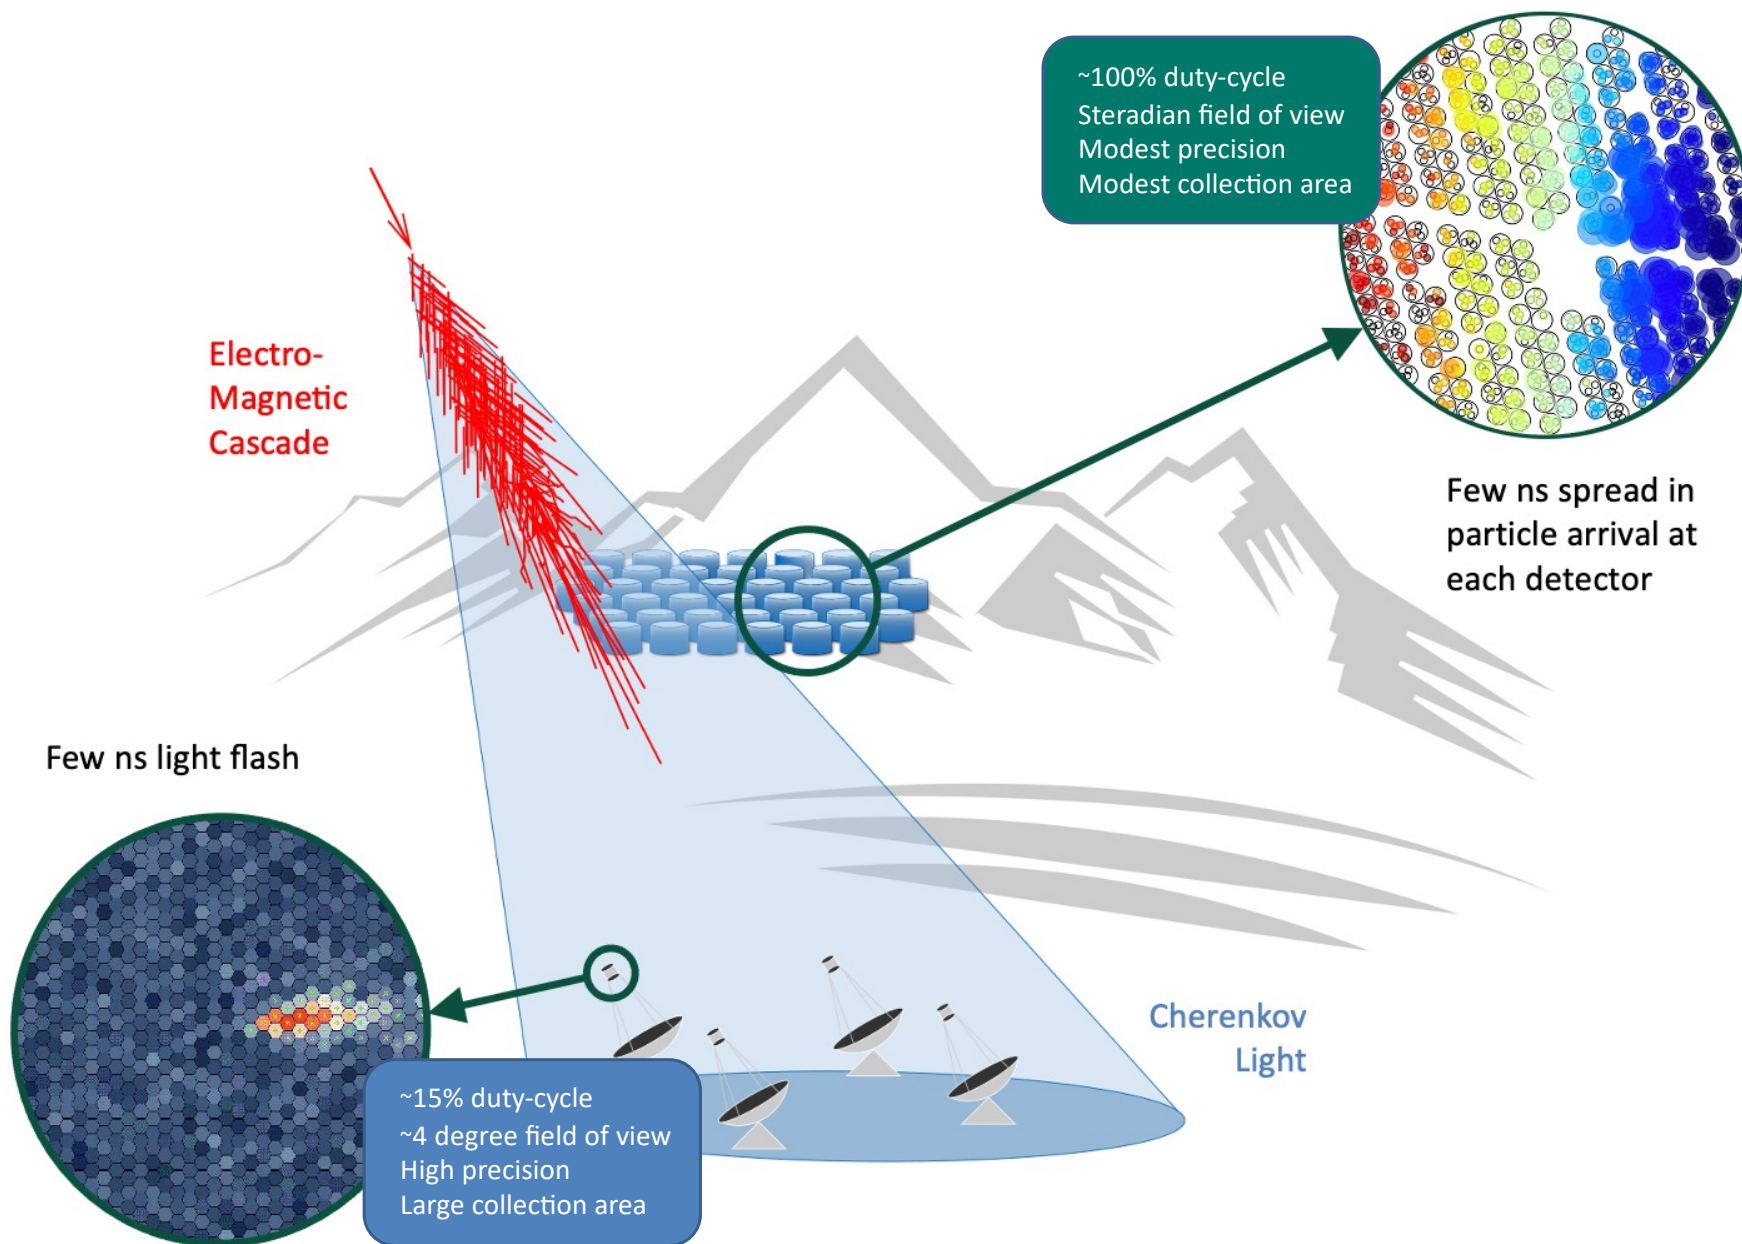 ~100% duty-cycle
Steradian field of view
Modest precision
Modest collection area
Electro-
Magnetic
Cascade
Few ns spread in
particle arrival at
each detector
Few ns light flash
Cherenkov
Light
~15% duty-cycle
~4 degree field of view
High precision
Large collection area